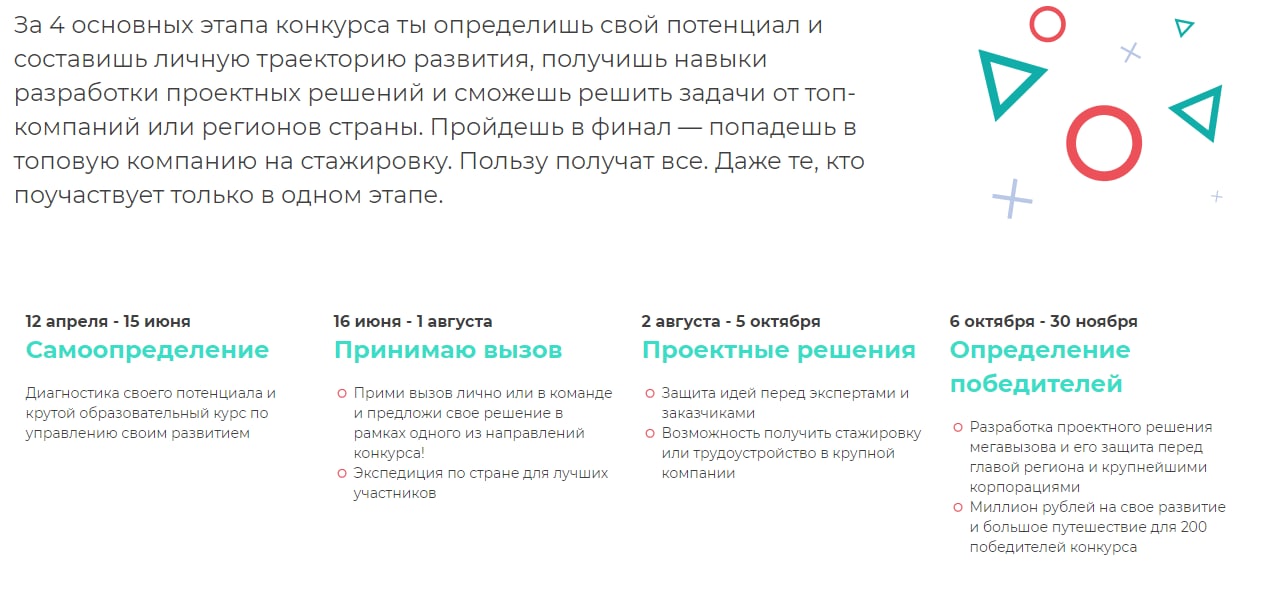 За 4 основных этапа конкурса ты определишь свой потенциал и
составишь личную траекторию развития, получишь навыки
разработки проектных решений и сможешь решить задачи от топ-
компаний или регионов страны. Пройдешь в финал — попадешь в
топовую компанию на стажировку. Пользу получат все. Даже те, кто
поучаствует только в одном этапе.
12 апреля - 15 июня
Самоопределение
Диагностика своего потенциала и
крутой образовательный курс по
управлению своим развитием
16 июня - 1 августа
Принимаю вызов
Прими вызов лично или в команде
и предложи свое решение в
рамках одного из направлений
конкурса!
Экспедиция по стране для лучших
участников
2 августа - 5 октября
Проектные решения
Защита идей перед экспертами и
заказчиками
Возможность получить стажировку
или трудоустройство в крупной
компании
6 октября - 30 ноября
Определение
победителей
Разработка проектного решения
мегавызова и его защита перед
главой региона и крупнейшими
корпорациями
Миллион рублей на свое развитие
и большое путешествие для 200
победителей конкурса